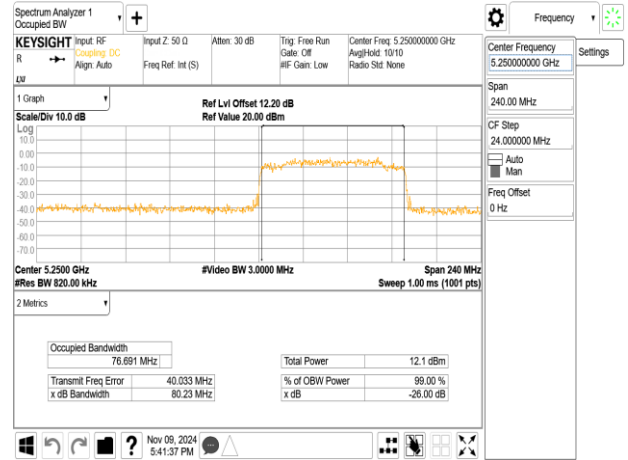 Spectrum Analyzer 1
Occupied BW
KEYSIGHT
R
LXI
Input: RF
Coupling: DC
Align: Auto
Input Z: 50 Ω
Freq Ref: Int (S)
Atten: 30 dB
Trig: Free Run
Gate: Off
#IF Gain: Low
Center Freq: 5.250000000 GHz
Avg|Hold: 10/10
Radio Std: None
1 Graph
Scale/Div 10.0 dB
Ref Lvl Offset 12.20 dB
Ref Value 20.00 dBm
Log
10.0
0.00
-10.0
-20.0
-30.0
-40.0
-50.0
-60.0
-70.0
Center 5.2500 GHz
#Res BW 820.00 kHz
#Video BW 3.0000 MHz
Span 240 MHz
Sweep 1.00 ms (1001 pts)
2 Metrics
Occupied Bandwidth
76.691 MHz
Transmit Freq Error 40.033 MHz
x dB Bandwidth 80.23 MHz
Total Power 12.1 dBm
% of OBW Power 99.00 %
x dB -26.00 dB
?
Nov 09, 2024
5:41:37 PM
Frequency
Settings
Center Frequency
5.250000000 GHz
Span
240.00 MHz
CF Step
24.000000 MHz
Auto
Man
Freq Offset
0 Hz